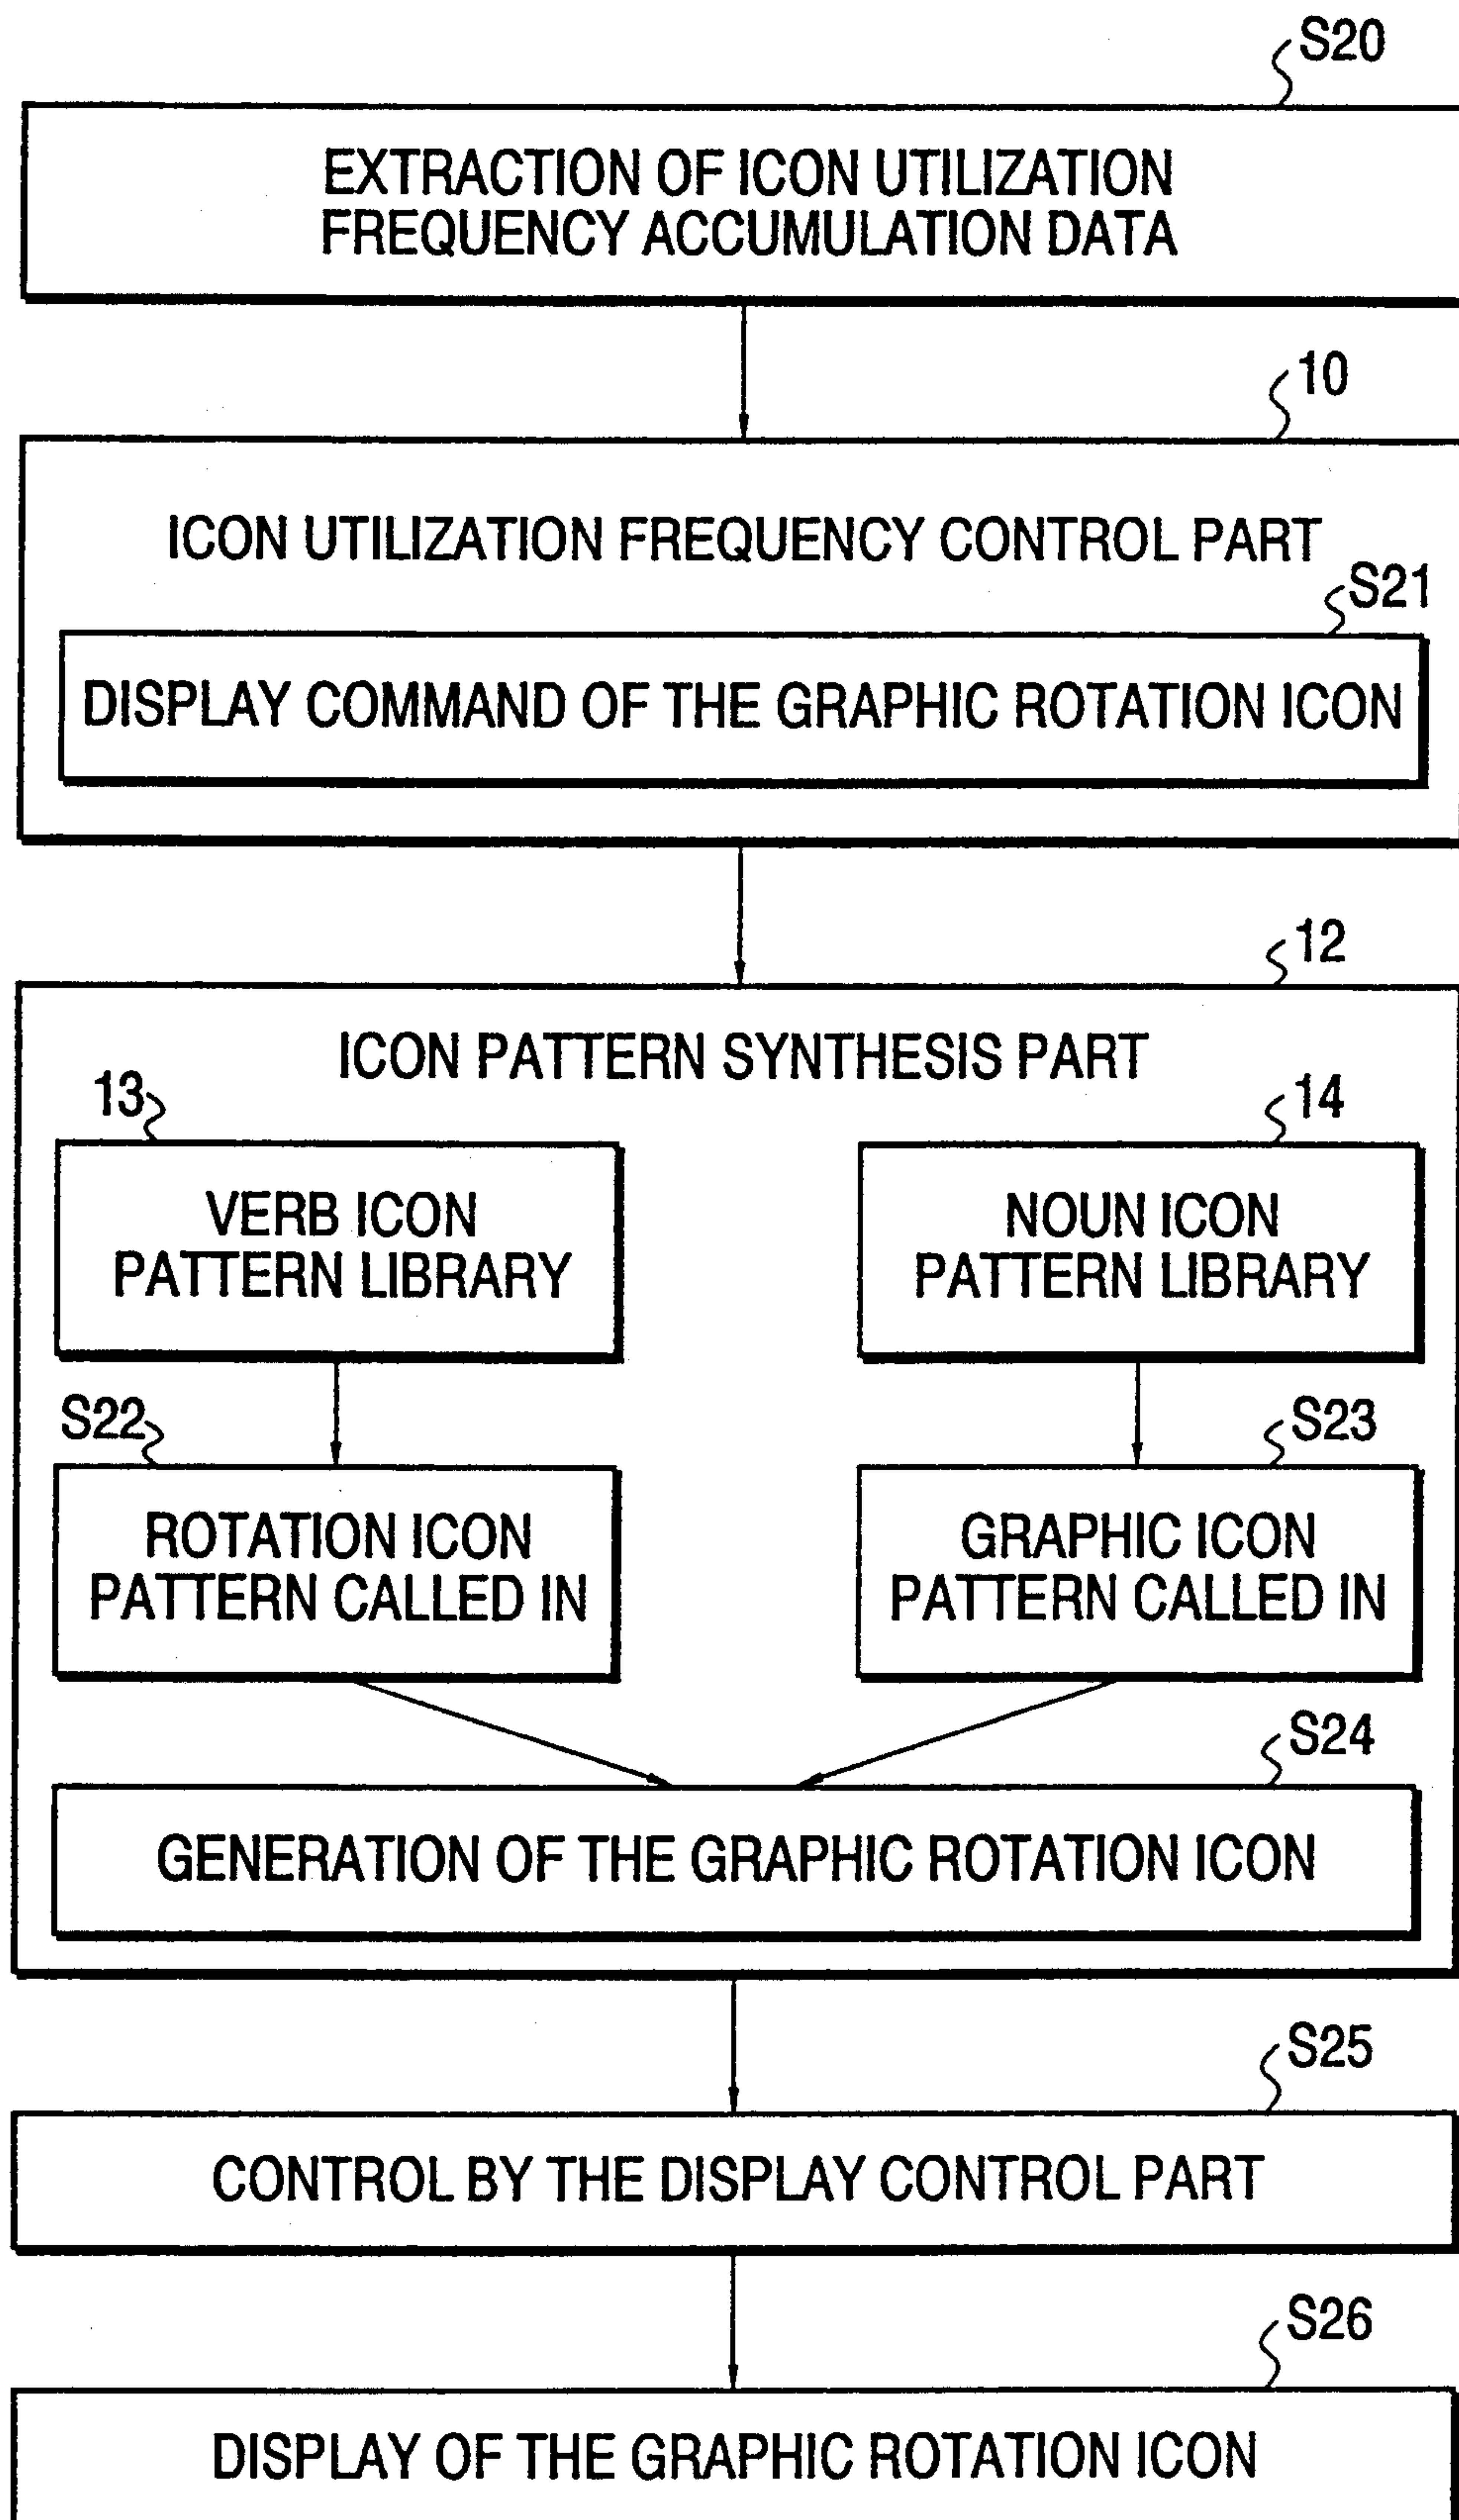 S20
EXTRACTION OF ICON UTILIZATION
FREQUENCY ACCUMULATION DATA
10
ICON UTILIZATION FREQUENCY CONTROL PART
S21
DISPLAY COMMAND OF THE GRAPHIC ROTATION ICON
12
ICON PATTERN SYNTHESIS PART
13
VERB ICON
PATTERN LIBRARY
14
NOUN ICON
PATTERN LIBRARY
S22
ROTATION ICON
PATTERN CALLED IN
S23
GRAPHIC ICON
PATTERN CALLED IN
S24
GENERATION OF THE GRAPHIC ROTATION ICON
S25
CONTROL BY THE DISPLAY CONTROL PART
S26
DISPLAY OF THE GRAPHIC ROTATION ICON